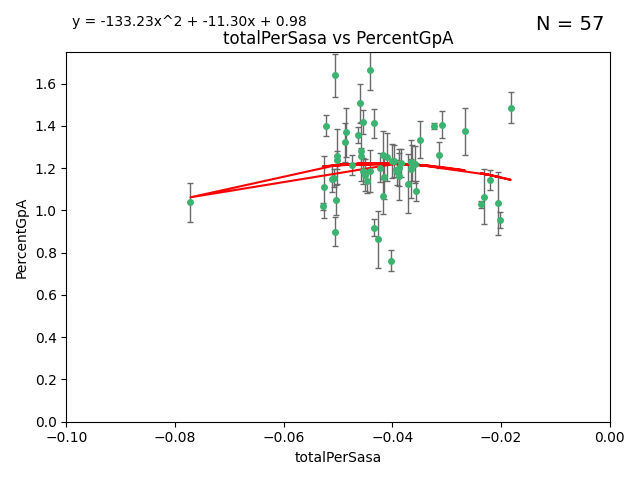 y = -133.23x^2 + -11.30x + 0.98
N = 57
totalPerSasa vs PercentGpA
PercentGpA
1.6
1.4
1.2
1.0
0.8
0.6
0.4
0.2
0.0
−0.10 −0.08 −0.06 −0.04 −0.02 0.00
totalPerSasa